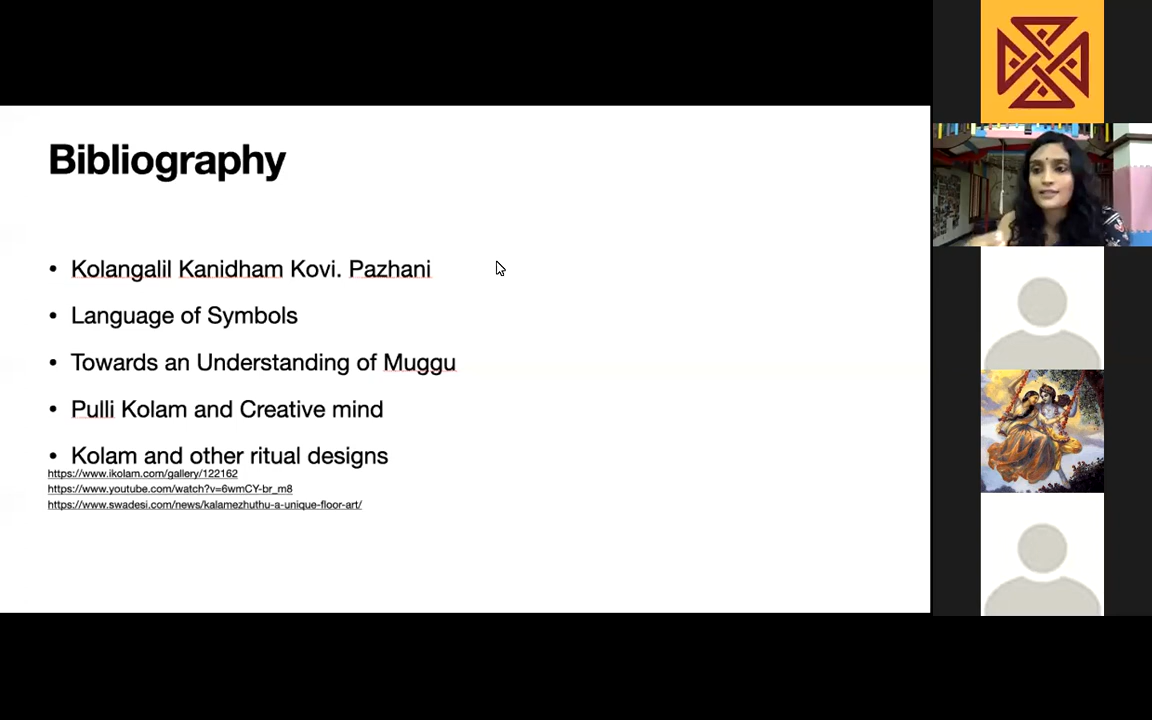 Bibliography
• Kolangalil Kanidham Kovi. Pazhani
• Language of Symbols
• Towards an Understanding of Muggu
• Pulli Kolam and Creative mind
• Kolam and other ritual designs
https://www.ikolam.com/gallery/122162
https://www.youtube.com/watch?v=6wmCY-br_m8
https://www.swadesi.com/news/kalamezhuthu-a-unique-floor-art/